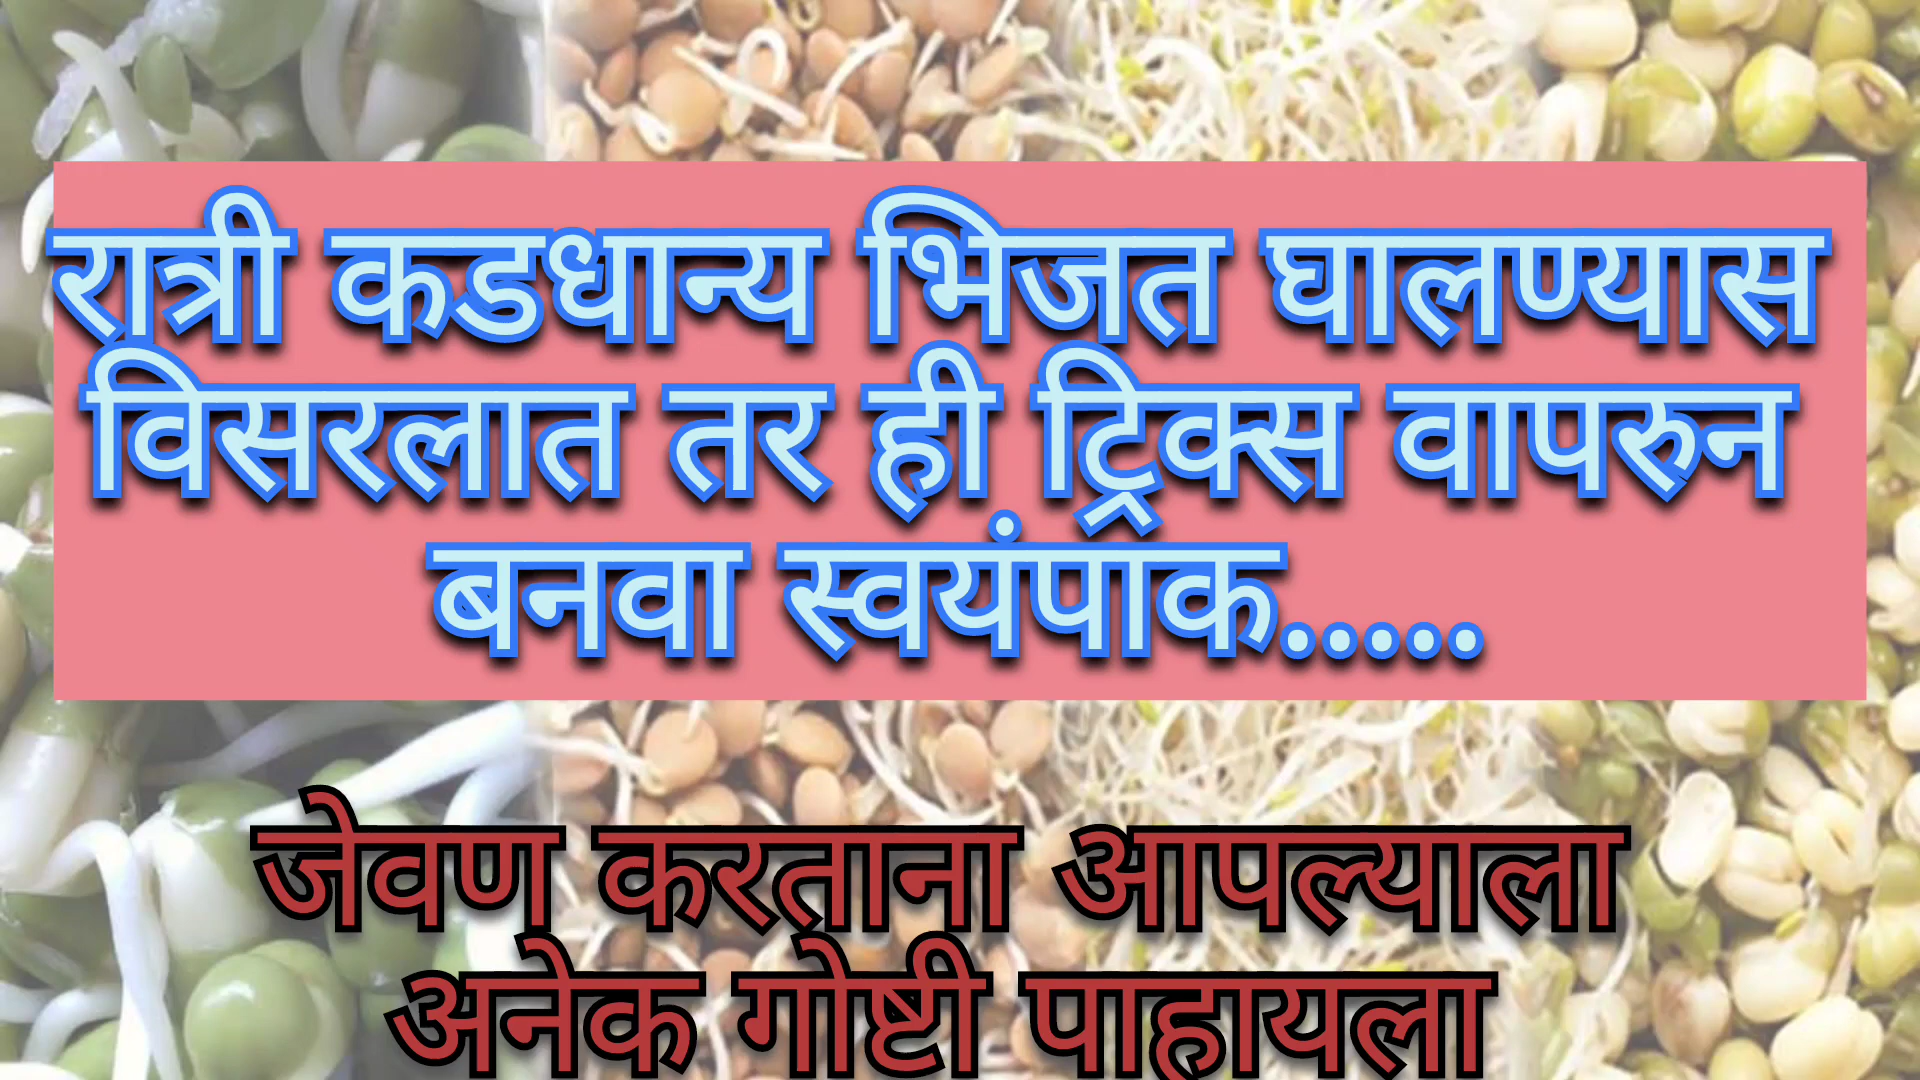 रात्री कडधान्य भिजत घालण्यास
विसरलात तर ही ट्रिक्स वापरुन
बनवा स्वयंपाक.....
जेवण करताना आपल्याला
अनेक गोष्टी पाहायला